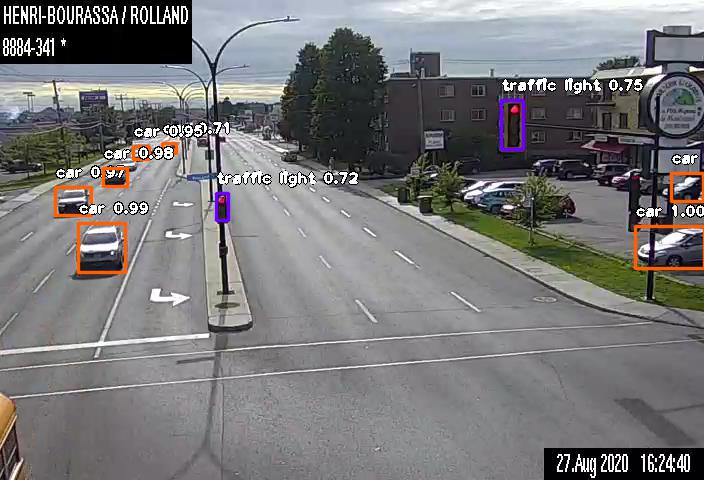 HENRI-BOURASSA / ROLLAND
8884-341 *
traffic light 0.75
car 0.95
0.71
car 0.98
car 0.97
traffic light 0.72
car
car 0.99
car 1.00
27.Aug 2020 16:24:40